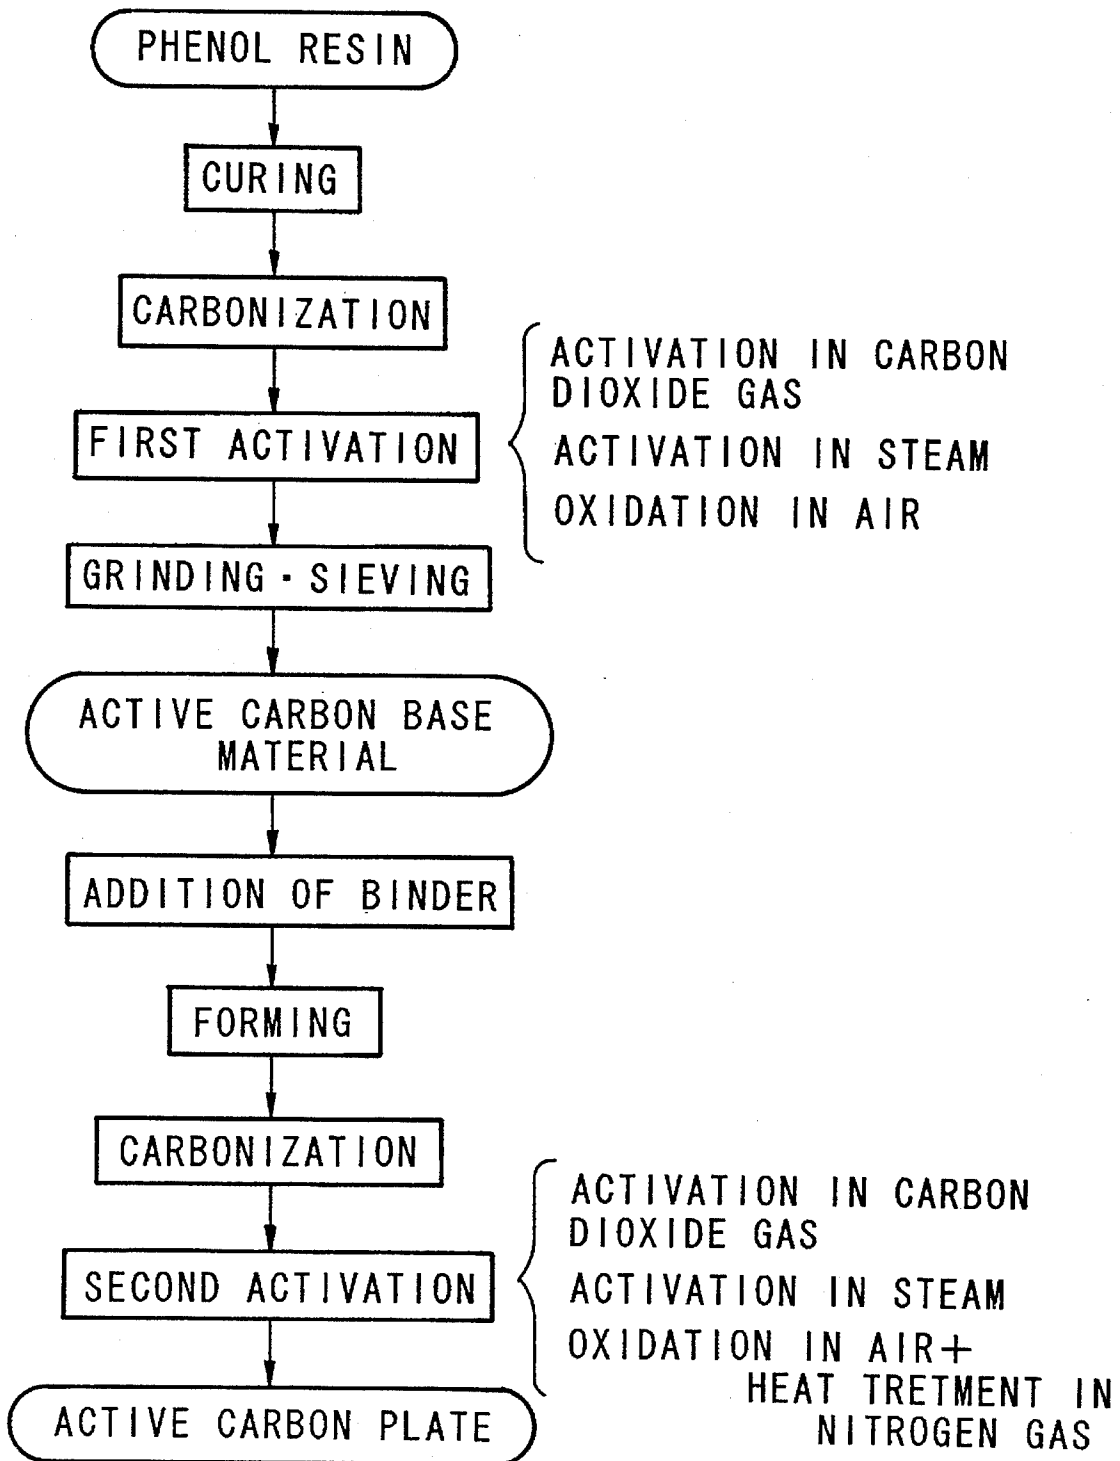 PHENOL RESIN
CURING
CARBONIZATION
FIRST ACTIVATION
ACTIVATION IN CARBON
DIOXIDE GAS
ACTIVATION IN STEAM
OXIDATION IN AIR
GRINDING · SIEVING
ACTIVE CARBON BASE
MATERIAL
ADDITION OF BINDER
FORMING
CARBONIZATION
SECOND ACTIVATION
ACTIVATION IN CARBON
DIOXIDE GAS
ACTIVATION IN STEAM
OXIDATION IN AIR+
HEAT TRETMENT IN
NITROGEN GAS
ACTIVE CARBON PLATE